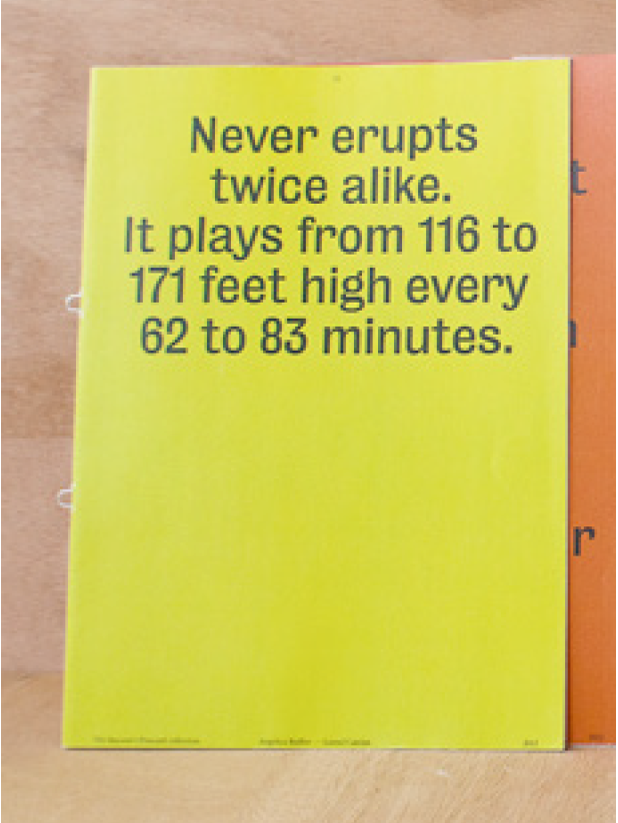 Never erupts
twice alike.
It plays from 116 to
171 feet high every
62 to 83 minutes.
t
r